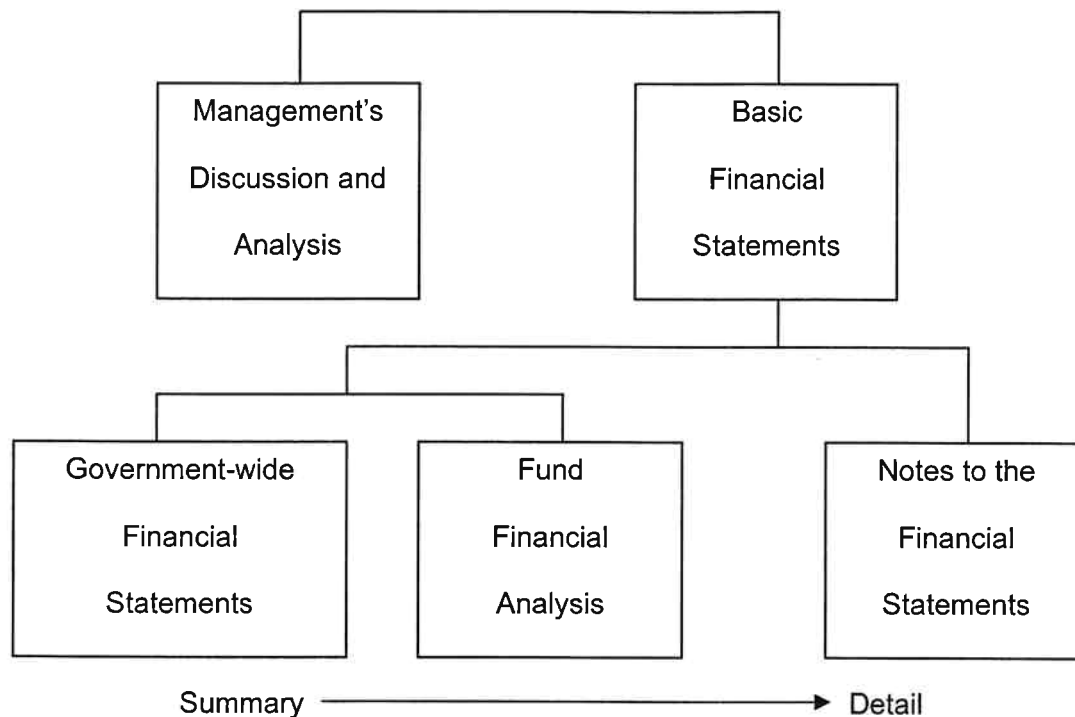 Management's
Discussion and
Analysis
Basic
Financial
Statements
Government-wide
Financial
Statements
Fund
Financial
Analysis
Notes to the
Financial
Statements
Summary
Detail